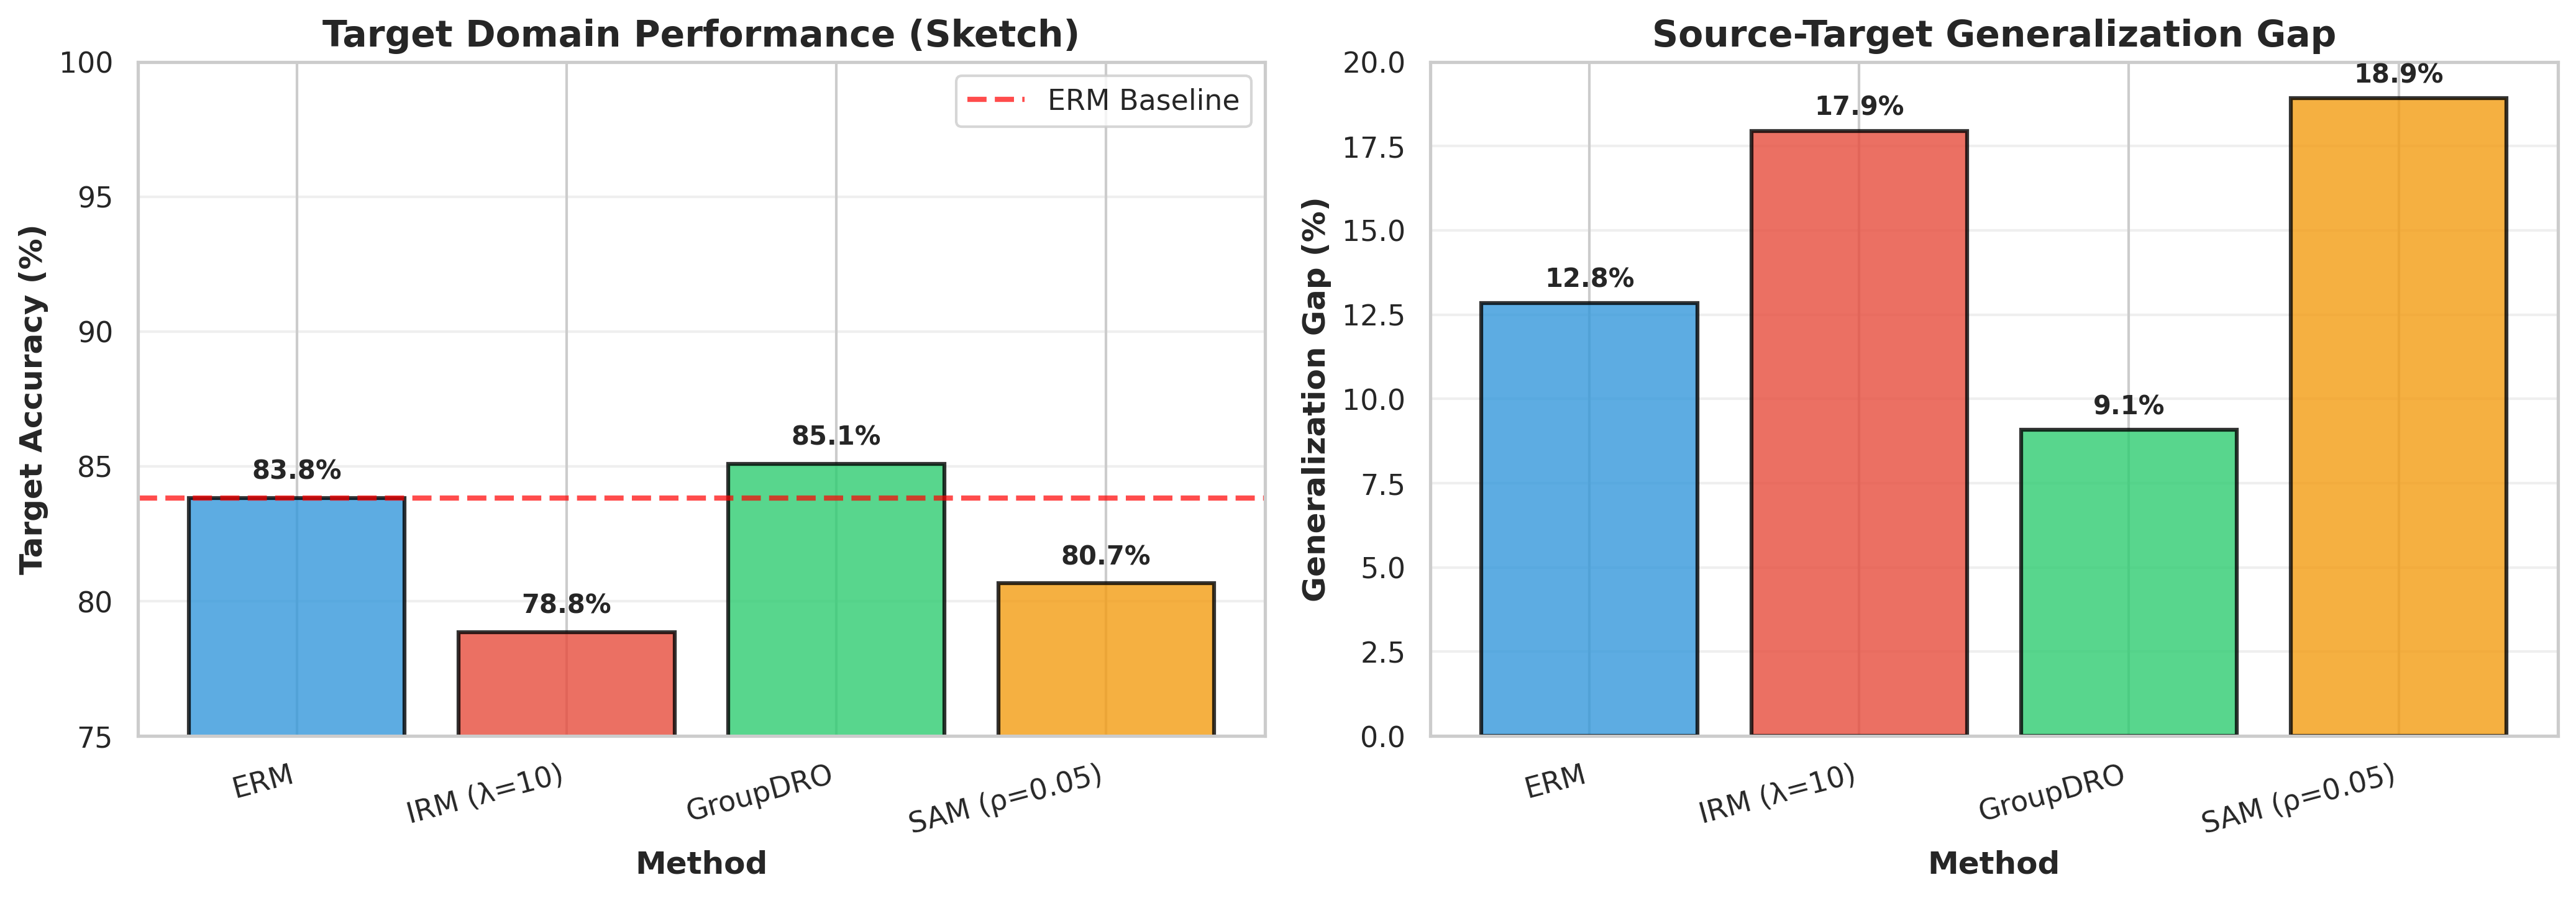 Target Domain Performance (Sketch)
Target Accuracy (%)
100
95
90
85
80
75
ERM Baseline
83.8%
78.8%
85.1%
80.7%
ERM
IRM (λ=10)
GroupDRO
SAM (ρ=0.05)
Method
Source-Target Generalization Gap
Generalization Gap (%)
20.0
17.5
15.0
12.5
10.0
7.5
5.0
2.5
0.0
12.8%
17.9%
9.1%
18.9%
ERM
IRM (λ=10)
GroupDRO
SAM (ρ=0.05)
Method